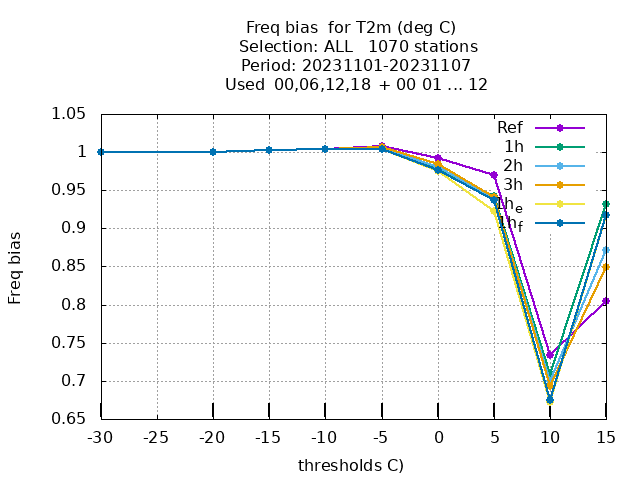 Freq bias  for T2m (deg C)
Selection: ALL   1070 stations
Period: 20231101-20231107
Used  00,06,12,18  + 00 01 ... 12
1.05
1
0.95
0.9
0.85
0.8
0.75
0.7
0.65
Freq bias
Ref
1h
2h
3h
1h_e
1h_f
-30 -25 -20 -15 -10 -5 0 5 10 15
thresholds C)